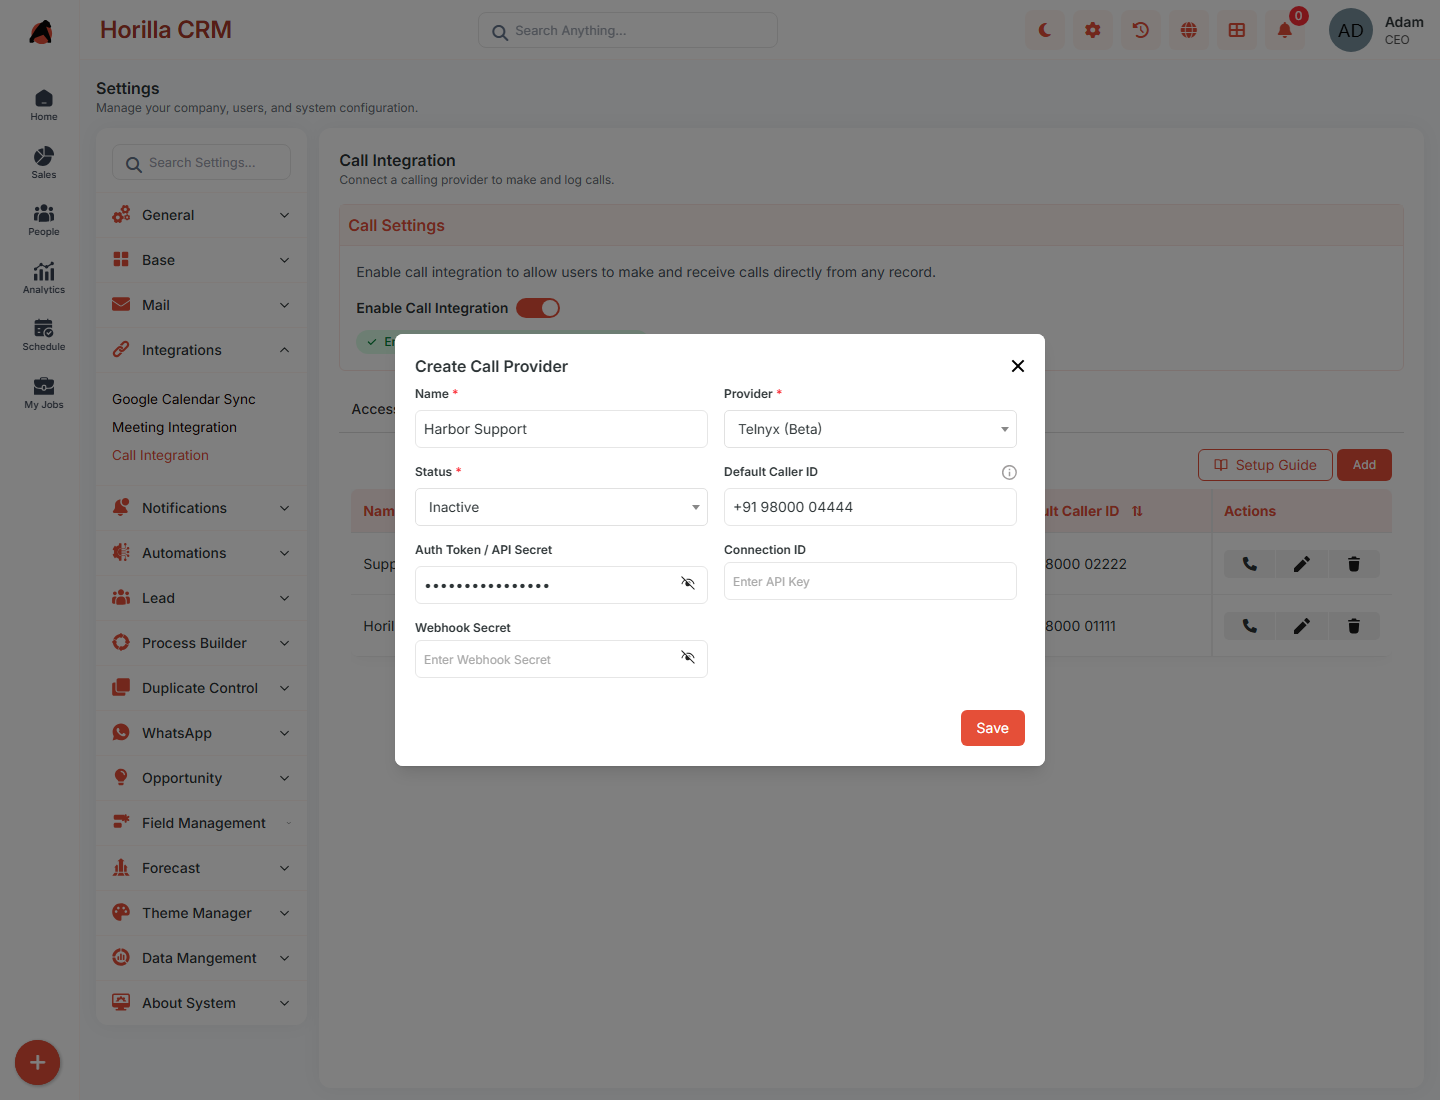 Horilla CRM
Search Anything...
0
AD
Adam
CEO
Home
Sales
People
Analytics
Schedule
My Jobs
Settings
Manage your company, users, and system configuration.
Search Settings...
General
Base
Mail
Integrations
Google Calendar Sync
Meeting Integration
Call Integration
Notifications
Automations
Lead
Process Builder
Duplicate Control
WhatsApp
Opportunity
Field Management
Forecast
Theme Manager
Data Mangement
About System
Call Integration
Connect a calling provider to make and log calls.
Call Settings
Enable call integration to allow users to make and receive calls directly from any record.
Enable Call Integration
Setup Guide
Add
Caller ID
Actions
8000 02222
8000 01111
Create Call Provider
Name *
Harbor Support
Provider *
Telnyx (Beta)
Status *
Inactive
Default Caller ID
+91 98000 04444
Auth Token / API Secret
••••••••••••••••
Connection ID
Enter API Key
Webhook Secret
Enter Webhook Secret
Save